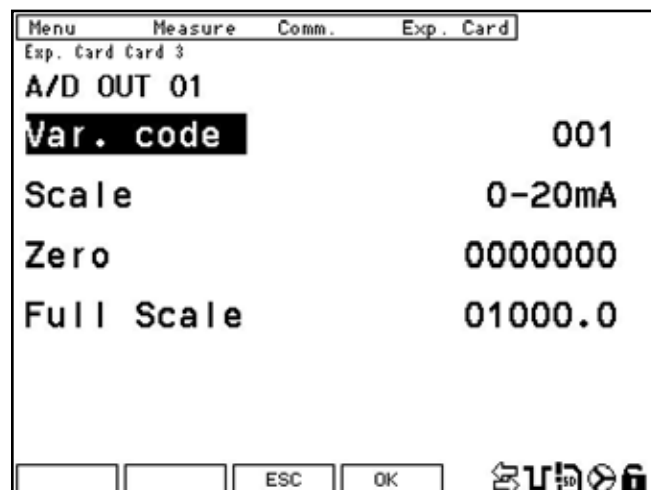 Menu Measure Comm. Exp. Card
Exp. Card Card 3
A/D OUT 01
Var. code 001
Scale 0-20mA
Zero 0000000
Full Scale 01000.0
ESC OK